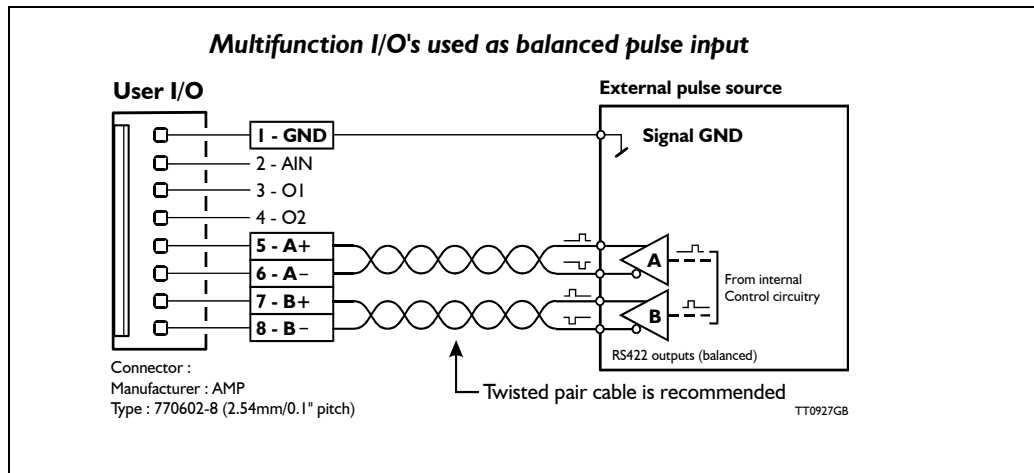 Multifunction I/O's used as balanced pulse input
User I/O
External pulse source
1 - GND
Signal GND
2 - AIN
3 - O1
4 - O2
5 - A+
6 - A–
7 - B+
8 - B–
A
B
From internal
Control circuitry
RS422 outputs (balanced)
Connector :
Manufacturer : AMP
Type : 770602-8 (2.54mm/0.1" pitch)
Twisted pair cable is recommended
TT0927GB